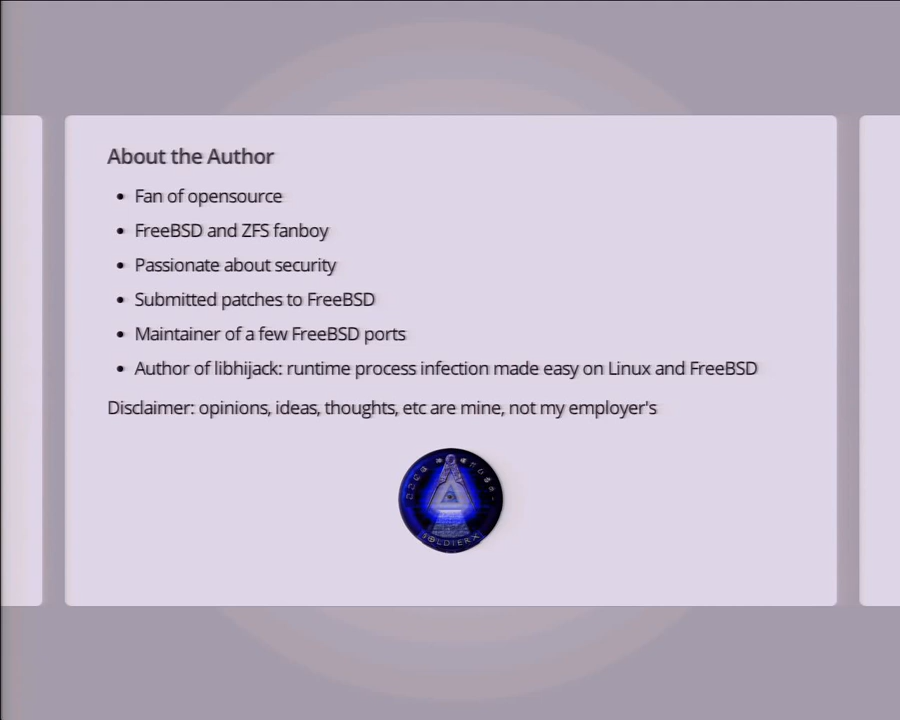 About the Author
Fan of opensource
FreeBSD and ZFS fanboy
Passionate about security
Submitted patches to FreeBSD
Maintainer of a few FreeBSD ports
Author of libhijack: runtime process infection made easy on Linux and FreeBSD
Disclaimer: opinions, ideas, thoughts, etc are mine, not my employer's
SOLDIERX